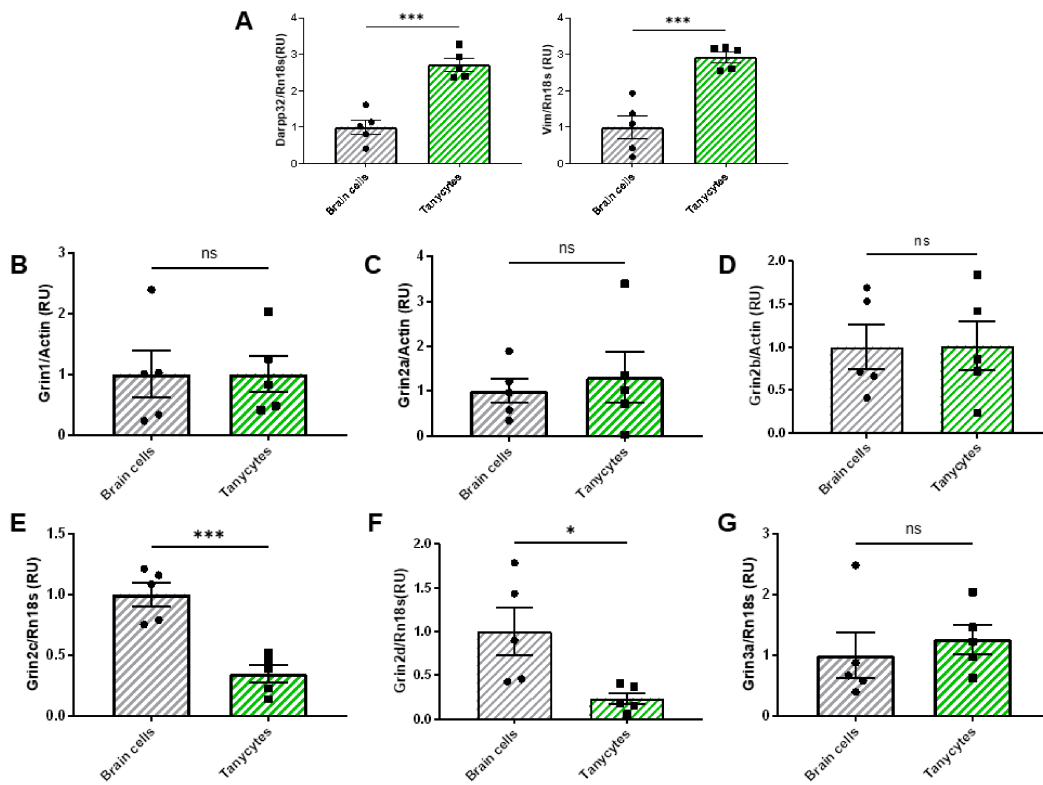 A
Darpp32/Rn18s(RU)
4
3
2
1
0
***
Brain cells
Tanycytes
Vim/Rn18s(RU)
4
3
2
1
0
***
Brain cells
Tanycytes
B
Grin1/Actin (RU)
3
2
1
0
ns
Brain cells
Tanycytes
C
Grin2a/Actin (RU)
4
3
2
1
0
ns
Brain cells
Tanycytes
D
Grin2b/Actin (RU)
2.0
1.5
1.0
0.5
0.0
ns
Brain cells
Tanycytes
E
Grin2c/Rn18s (RU)
1.5
1.0
0.5
0.0
***
Brain cells
Tanycytes
F
Grin2d/Rn18s(RU)
2.0
1.5
1.0
0.5
0.0
*
Brain cells
Tanycytes
G
Grin3a/Rn18s (RU)
3
2
1
0
ns
Brain cells
Tanycytes